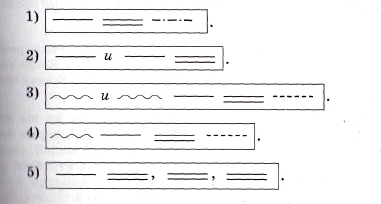 1) .
2) и .
3) и .
4) .
5) , , .